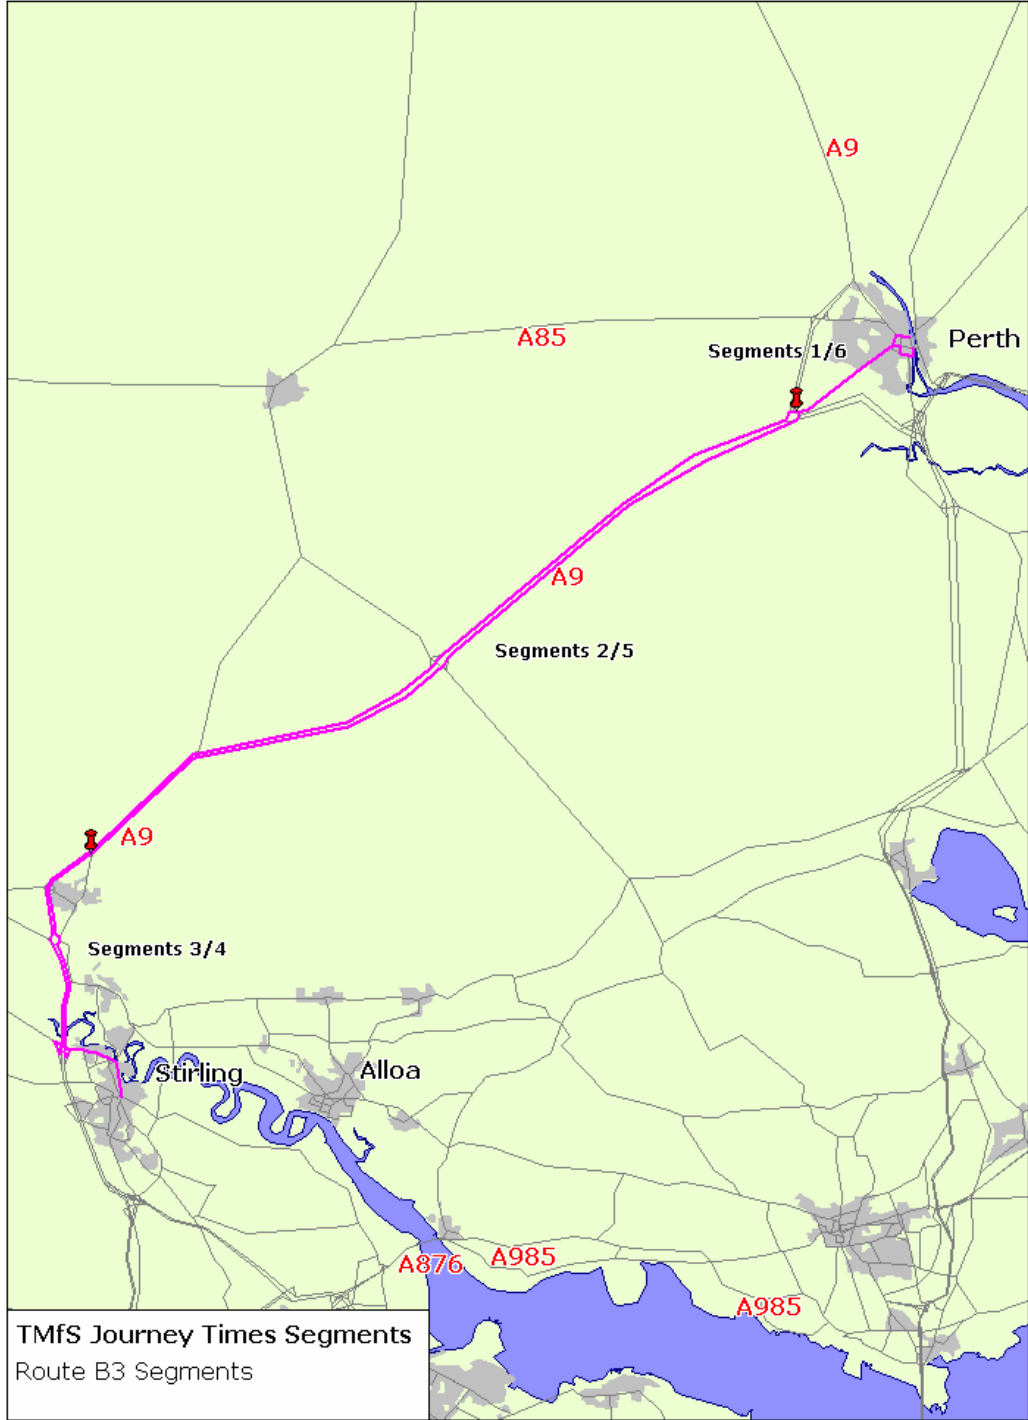 A9
A85
Segments 1/6
Perth
A9
Segments 2/5
A9
Segments 3/4
Stirling
Alloa
A876
A985
A985
TMfS Journey Times Segments
Route B3 Segments